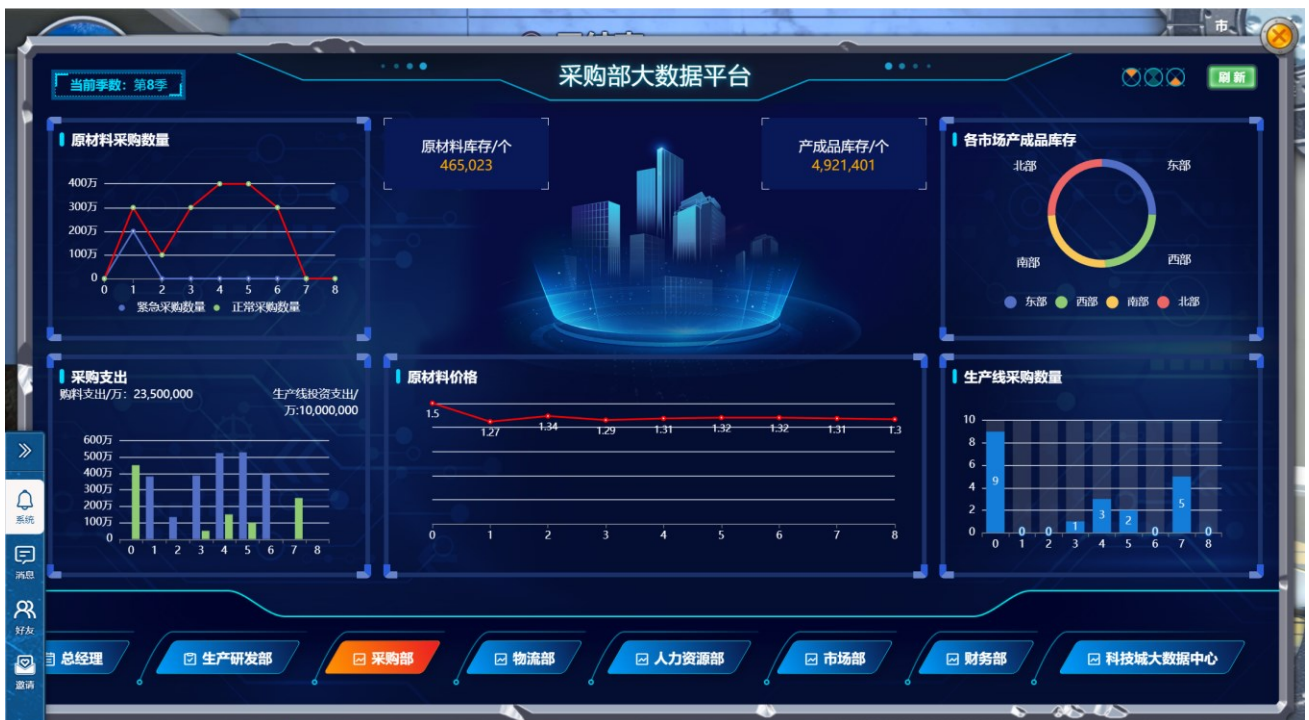 市
采购部大数据平台
当前季数：第8季
刷新
原材料采购数量
400万
300万
200万
100万
0
0 1 2 3 4 5 6 7 8
紧急采购数量 正常采购数量
原材料库存/个
465,023
产成品库存/个
4,921,401
各市场产成品库存
北部 东部
南部 西部
东部 西部 南部 北部
采购支出
购料支出/万：23,500,000
生产线投资支出/
万:10,000,000
600万
500万
400万
300万
200万
100万
0
0 1 2 3 4 5 6 7 8
原材料价格
1.5 1.27 1.34 1.29 1.31 1.32 1.32 1.31 1.3
0 1 2 3 4 5 6 7 8
生产线采购数量
10
8
6
4
2
0
9 0 0 1 3 2 0 5 0
0 1 2 3 4 5 6 7 8
系统
消息
好友
邀请
总经理 生产研发部 采购部 物流部 人力资源部 市场部 财务部 科技城大数据中心